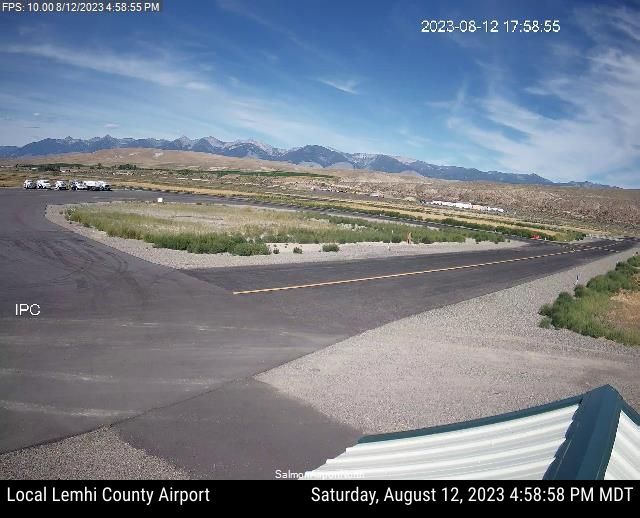 FPS: 10.00 8/12/2023 4:58:55 PM
2023-08-12 17:58:55
IPC
Local Lemhi County Airport
Saturday, August 12, 2023 4:58:58 PM MDT